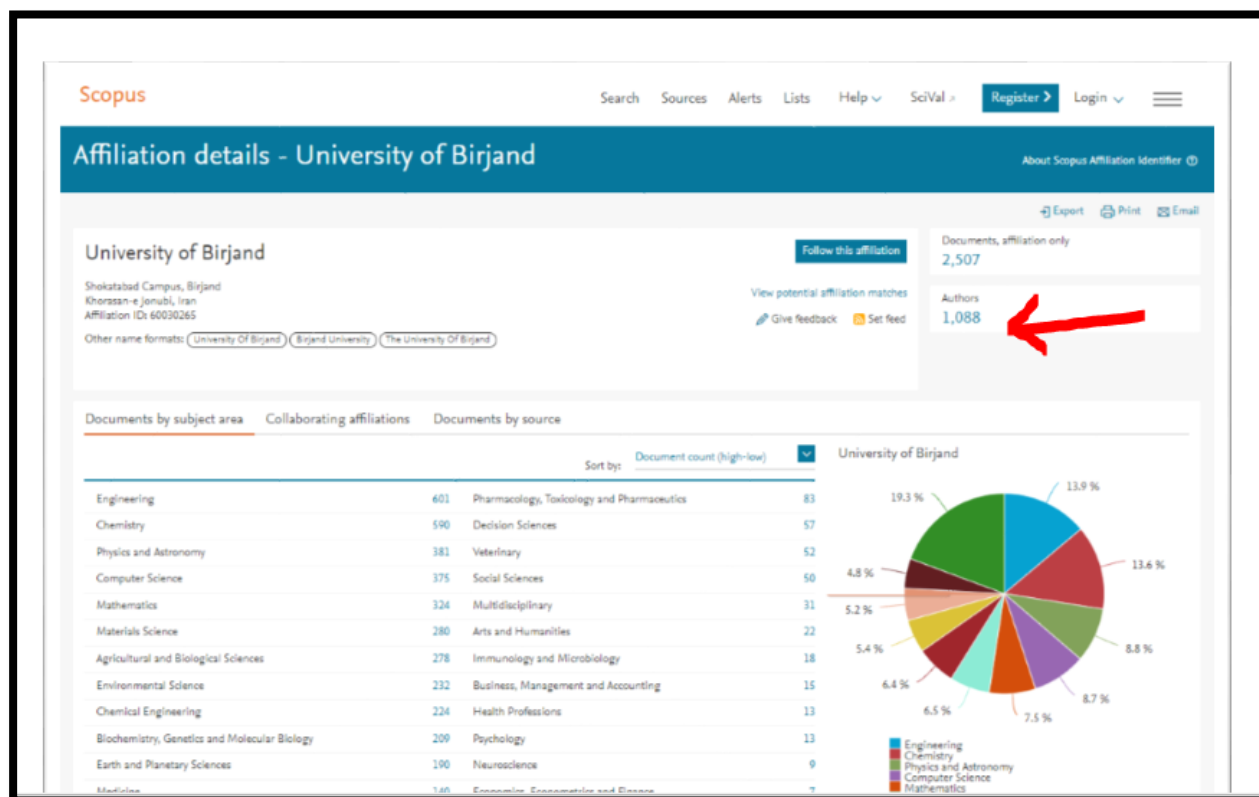 Scopus
Search Sources Alerts Lists Help SciVal Register Login
Affiliation details - University of Birjand
About Scopus Affiliation Identifier
Export Print Email
University of Birjand
Follow this affiliation
Shokatabad Campus, Birjand
Khorasan-e Jonubi, Iran
Affiliation ID: 60030265
Other name formats: University Of Birjand Birjand University The University Of Birjand
View potential affiliation matches
Give feedback Set feed
Documents, affiliation only
2,507
Authors
1,088
Documents by subject area Collaborating affiliations Documents by source
Sort by: Document count (high-low)
Engineering 601 Pharmacology, Toxicology and Pharmaceutics 83
Chemistry 590 Decision Sciences 57
Physics and Astronomy 381 Veterinary 52
Computer Science 375 Social Sciences 50
Mathematics 324 Multidisciplinary 31
Materials Science 280 Arts and Humanities 22
Agricultural and Biological Sciences 278 Immunology and Microbiology 18
Environmental Science 232 Business, Management and Accounting 15
Chemical Engineering 224 Health Professions 13
Biochemistry, Genetics and Molecular Biology 209 Psychology 13
Earth and Planetary Sciences 190 Neuroscience 9
Medicine 140 Economics, Econometrics and Finance 7
University of Birjand
13.9 %
13.6 %
8.8 %
8.7 %
7.5 %
6.5 %
6.4 %
5.4 %
5.2 %
4.8 %
19.3 %
Engineering
Chemistry
Physics and Astronomy
Computer Science
Mathematics